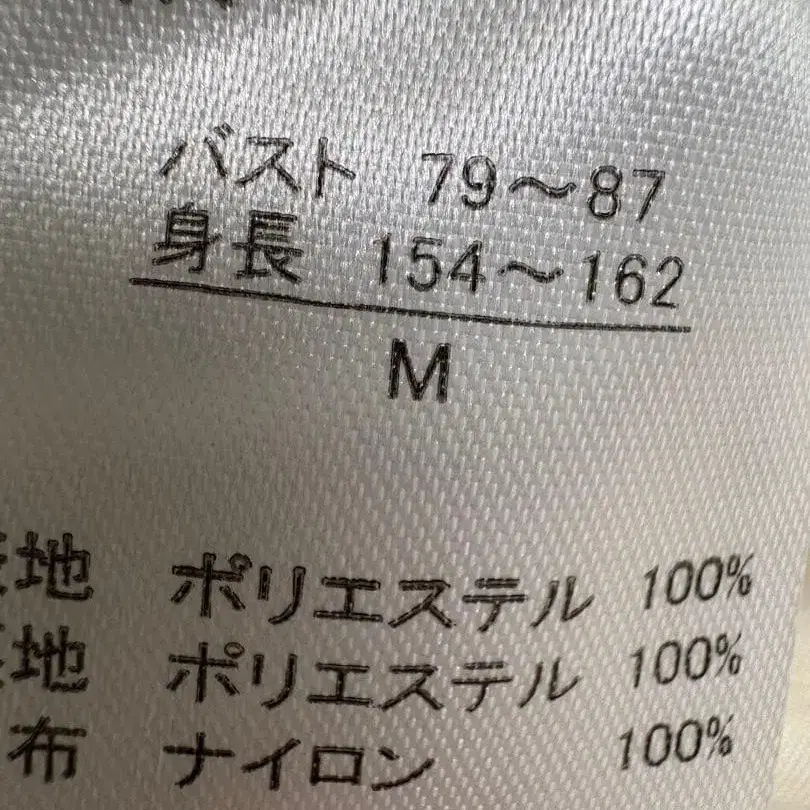 バスト 79～87
身長 154～162
M
地 ポリエステル 100%
地 ポリエステル 100%
布 ナイロン 100%